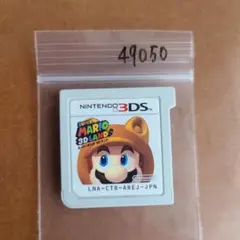 49050
NINTENDO 3DS
SUPER
MARIO
3D LAND
LNA-CTR-AREJ-JPN